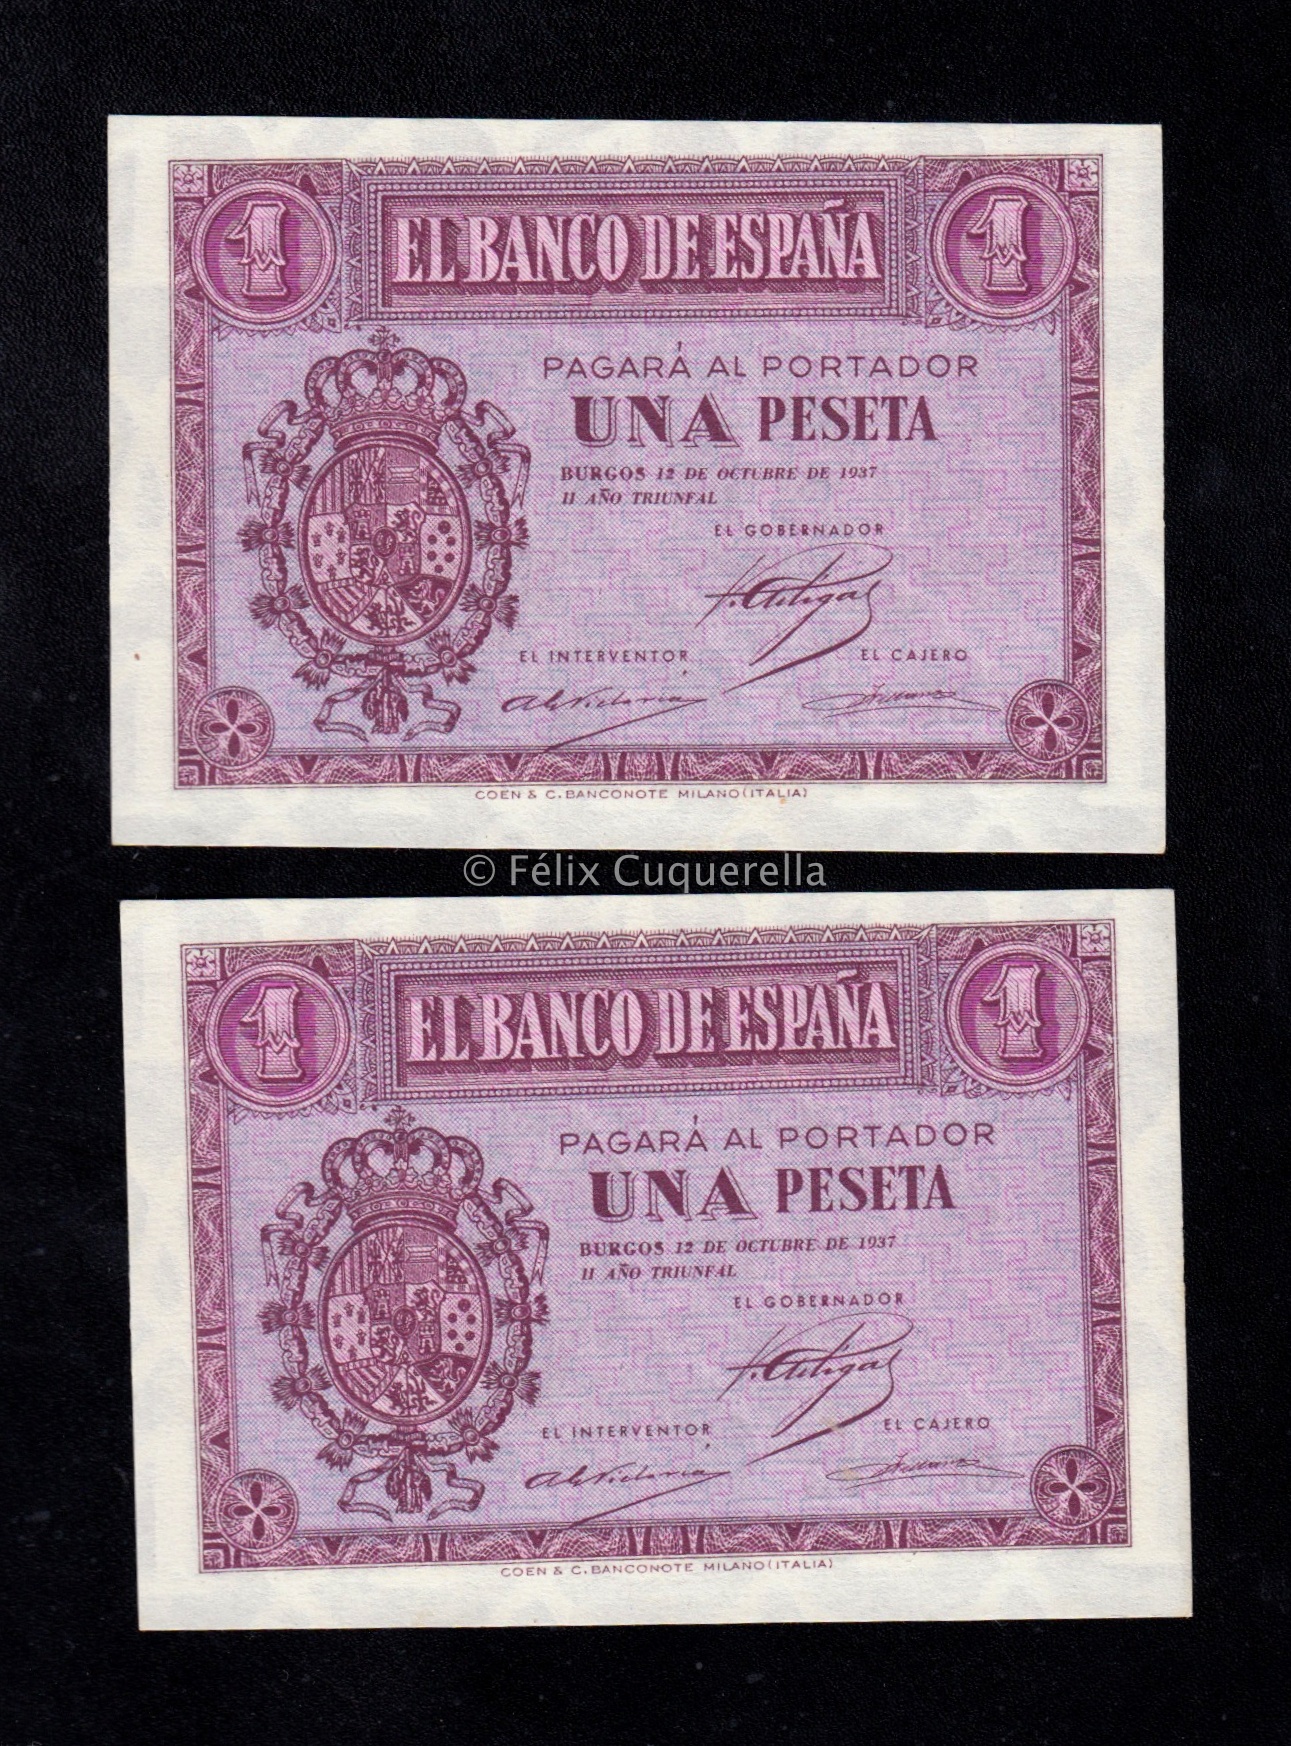 1 EL BANCO DE ESPAÑA 1
PAGARÁ AL PORTADOR
UNA PESETA
BURGOS 12 DE OCTUBRE DE 1937
II AÑO TRIUNFAL
EL GOBERNADOR
EL INTERVENTOR EL CAJERO
COEN & C. BANCONOTE MILANO (ITALIA)
© Félix Cuquerella
1 EL BANCO DE ESPAÑA 1
PAGARÁ AL PORTADOR
UNA PESETA
BURGOS 12 DE OCTUBRE DE 1937
II AÑO TRIUNFAL
EL GOBERNADOR
EL INTERVENTOR EL CAJERO
COEN & C. BANCONOTE MILANO (ITALIA)